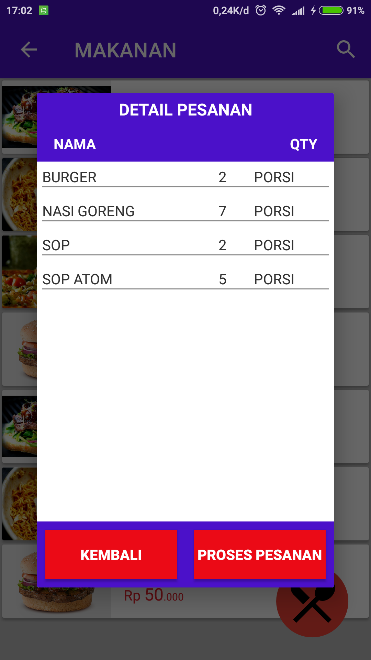 17:02 0,24K/d 91%
MAKANAN
DETAIL PESANAN
NAMA QTY
BURGER 2 PORSI
NASI GORENG 7 PORSI
SOP 2 PORSI
SOP ATOM 5 PORSI
KEMBALI PROSES PESANAN
Rp 50.000